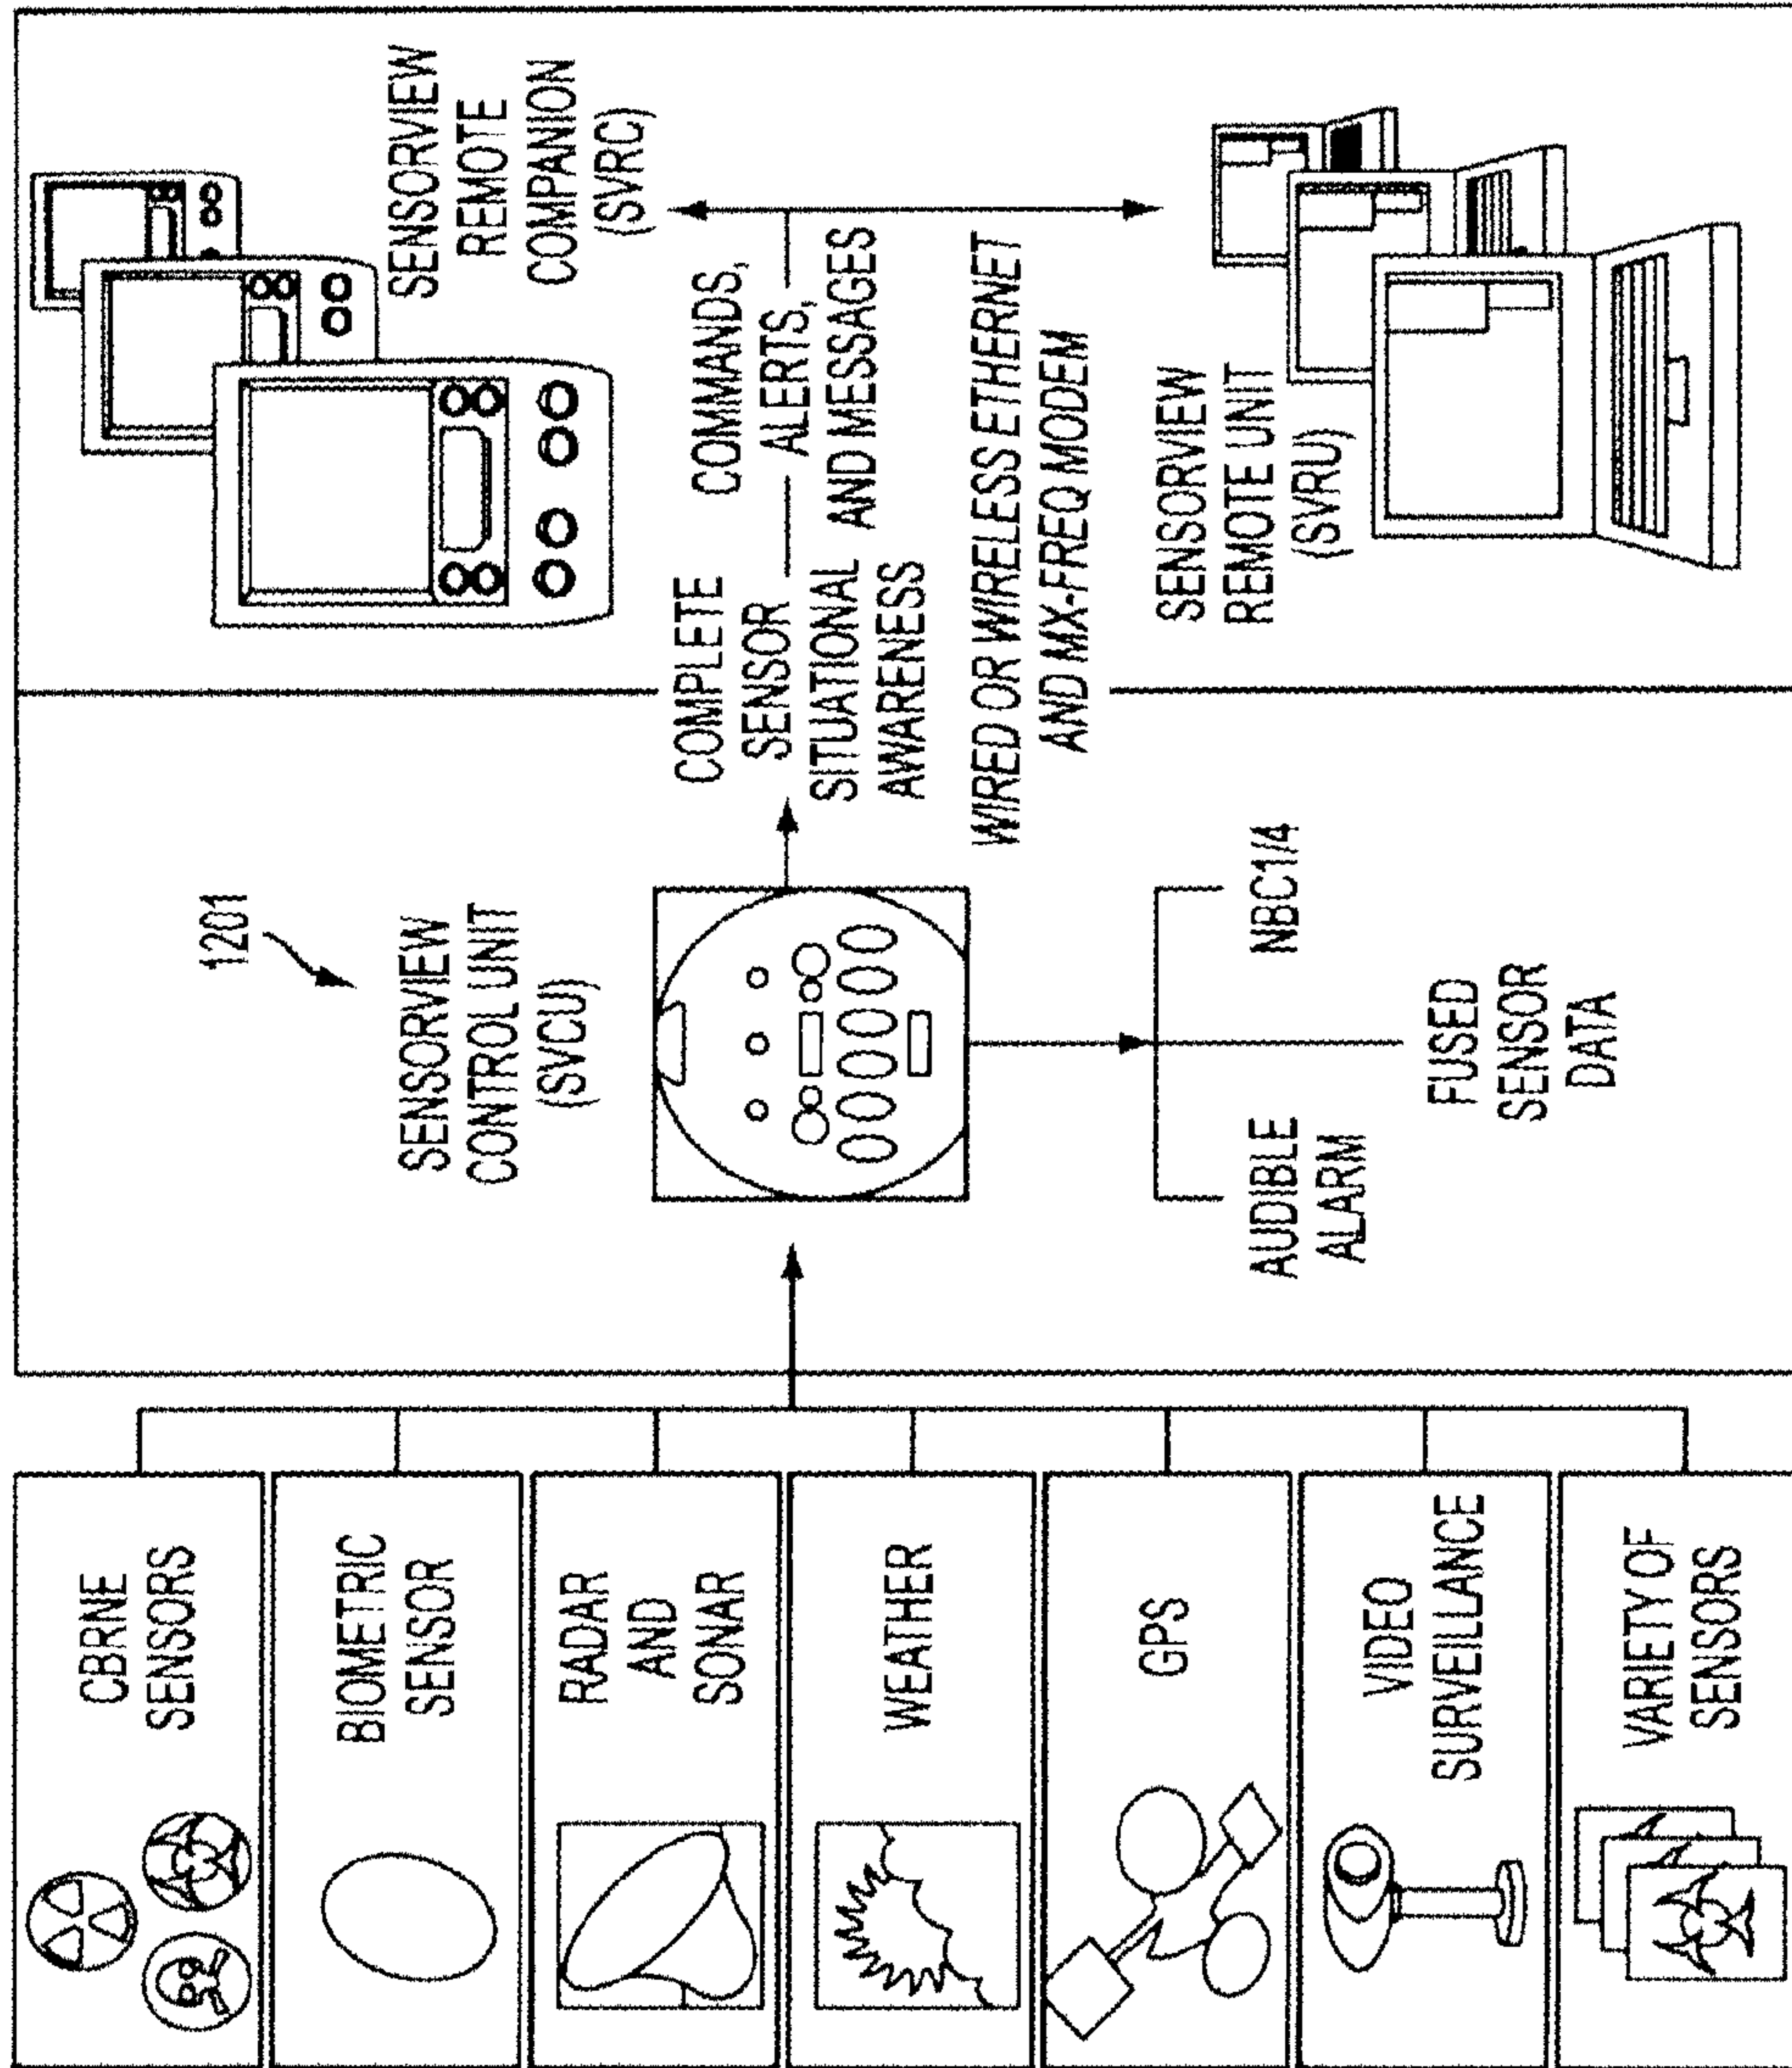 CBRNE
SENSORS
BIOMETRIC
SENSOR
RADAR
AND
SONAR
WEATHER
GPS
VIDEO
SURVEILLANCE
VARIETY OF
SENSORS
1201
SENSORVIEW
CONTROL UNIT
(SVCU)
AUDIBLE
ALARM
NBC1/4
FUSED
SENSOR
DATA
COMPLETE
SENSOR
SITUATIONAL
AWARENESS
COMMANDS,
ALERTS,
AND MESSAGES
WIRED OR WIRELESS ETHERNET
AND MX-FREQ MODEM
SENSORVIEW
REMOTE
COMPANION
(SVRC)
SENSORVIEW
REMOTE UNIT
(SVRU)